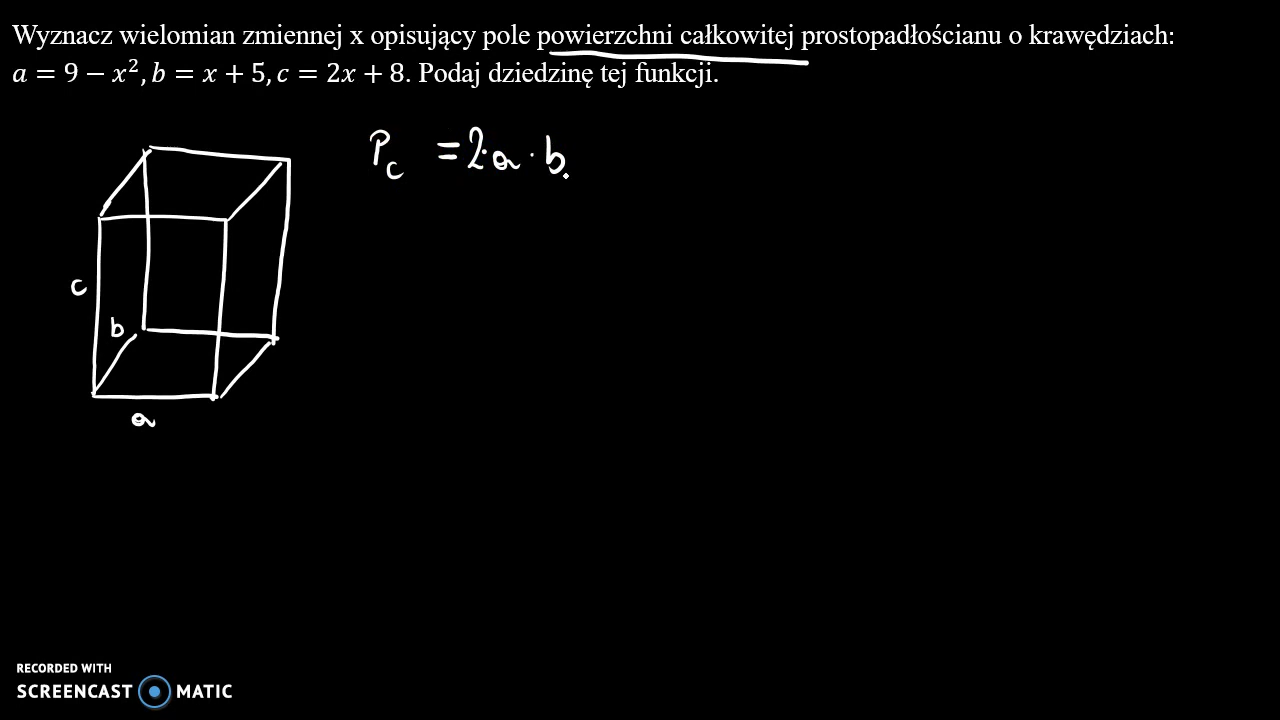 Wyznacz wielomian zmiennej x opisujący pole powierzchni całkowitej prostopadłościanu o krawędziach:
a = 9 − x², b = x + 5, c = 2x + 8. Podaj dziedzinę tej funkcji.
P_c = 2·a · b
c
b
a
RECORDED WITH
SCREENCAST MATIC